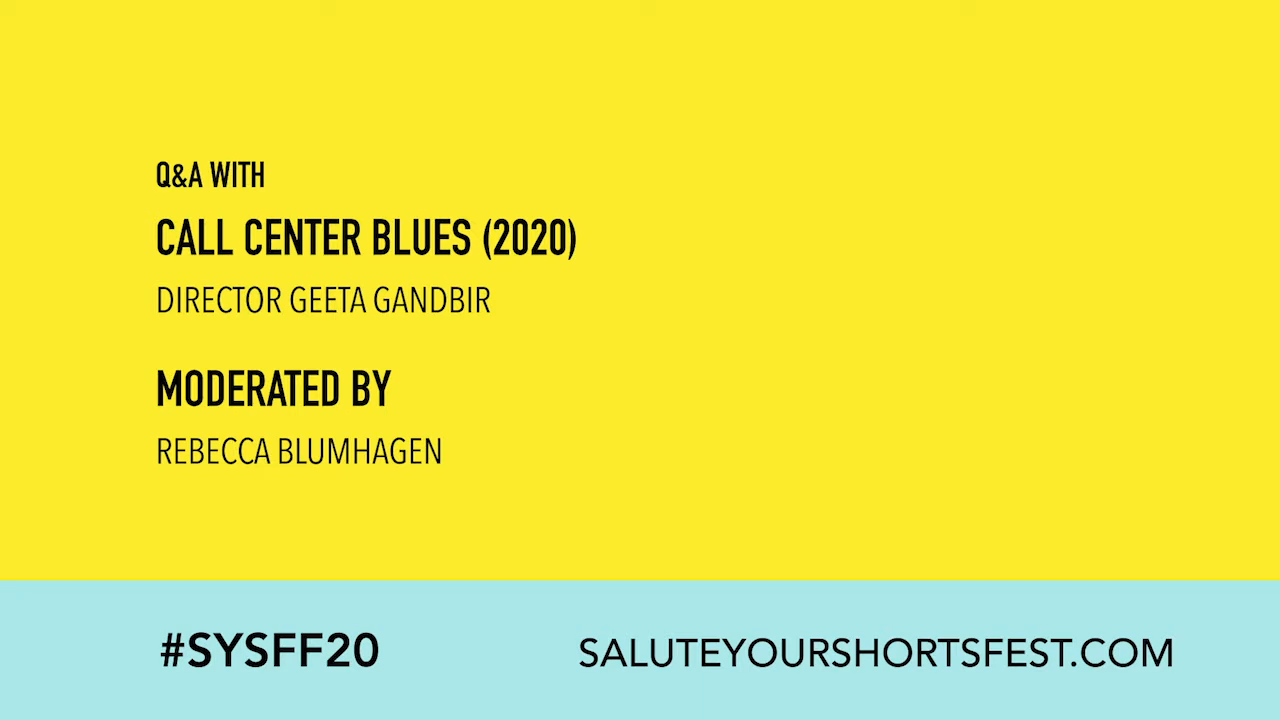 Q&A WITH
CALL CENTER BLUES (2020)
DIRECTOR GEETA GANDBIR
MODERATED BY
REBECCA BLUMHAGEN
#SYSFF20
SALUTEYOURSHORTSFEST.COM